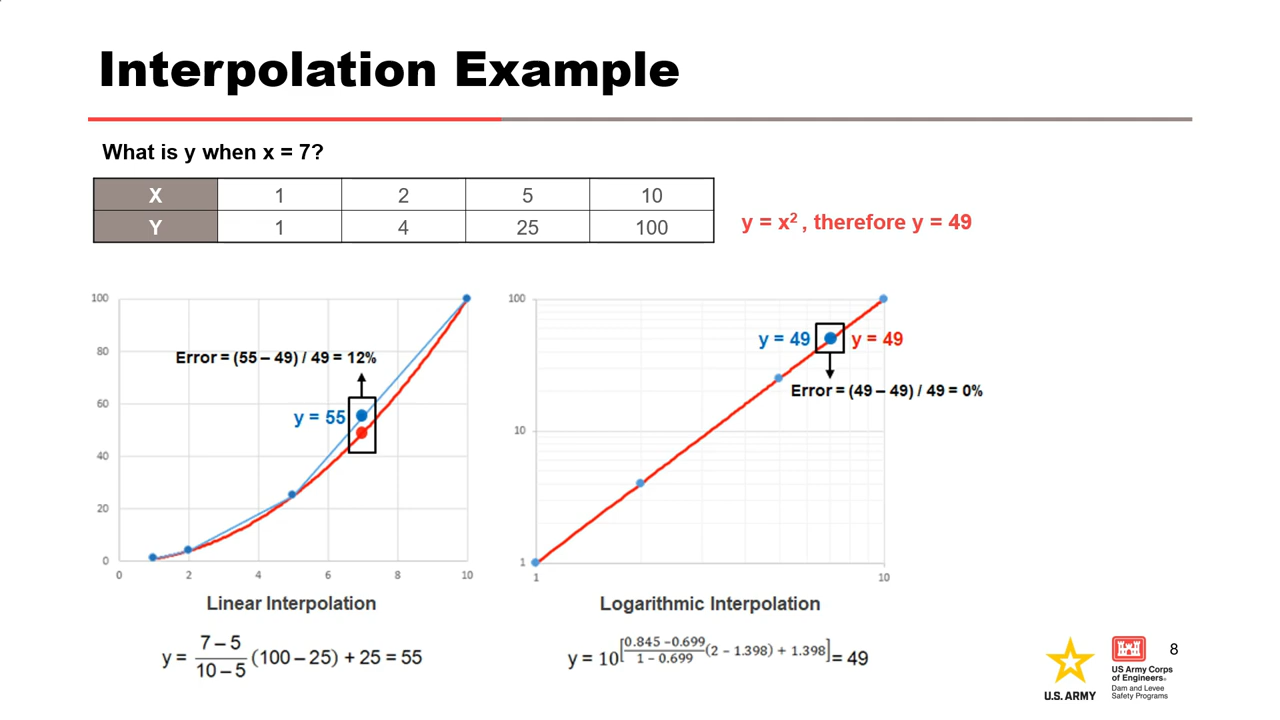 Interpolation Example
What is y when x = 7?
X 1 2 5 10
Y 1 4 25 100
y = x², therefore y = 49
100
80
60
40
20
0
0 2 4 6 8 10
Error = (55 – 49) / 49 = 12%
y = 55
Linear Interpolation
y = \frac{7 – 5}{10 – 5}(100 – 25) + 25 = 55
100
10
1
1 10
y = 49 y = 49
Error = (49 – 49) / 49 = 0%
Logarithmic Interpolation
y = 10^{[\frac{0.845 – 0.699}{1 – 0.699}(2 – 1.398) + 1.398]} = 49
U.S. ARMY
US Army Corps
of Engineers®
Dam and Levee
Safety Programs
8